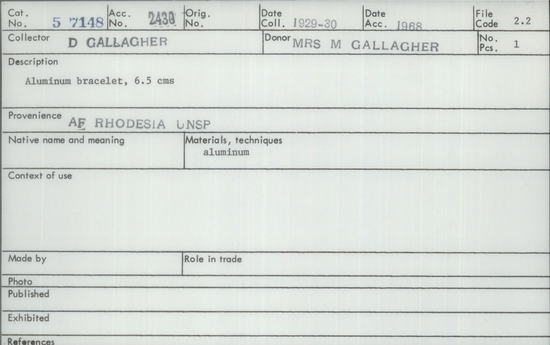 Cat. No. 5 7148 Acc. No. 2430 Orig. No. Date Coll. 1929-30 Date Acc. 1968 File Code 2.2
Collector D GALLAGHER Donor MRS M GALLAGHER No. Pcs. 1
Description
Aluminum bracelet, 6.5 cms
Provenience AF RHODESIA UNSP
Native name and meaning Materials, techniques
aluminum
Context of use
Made by Role in trade
Photo
Published
Exhibited
References